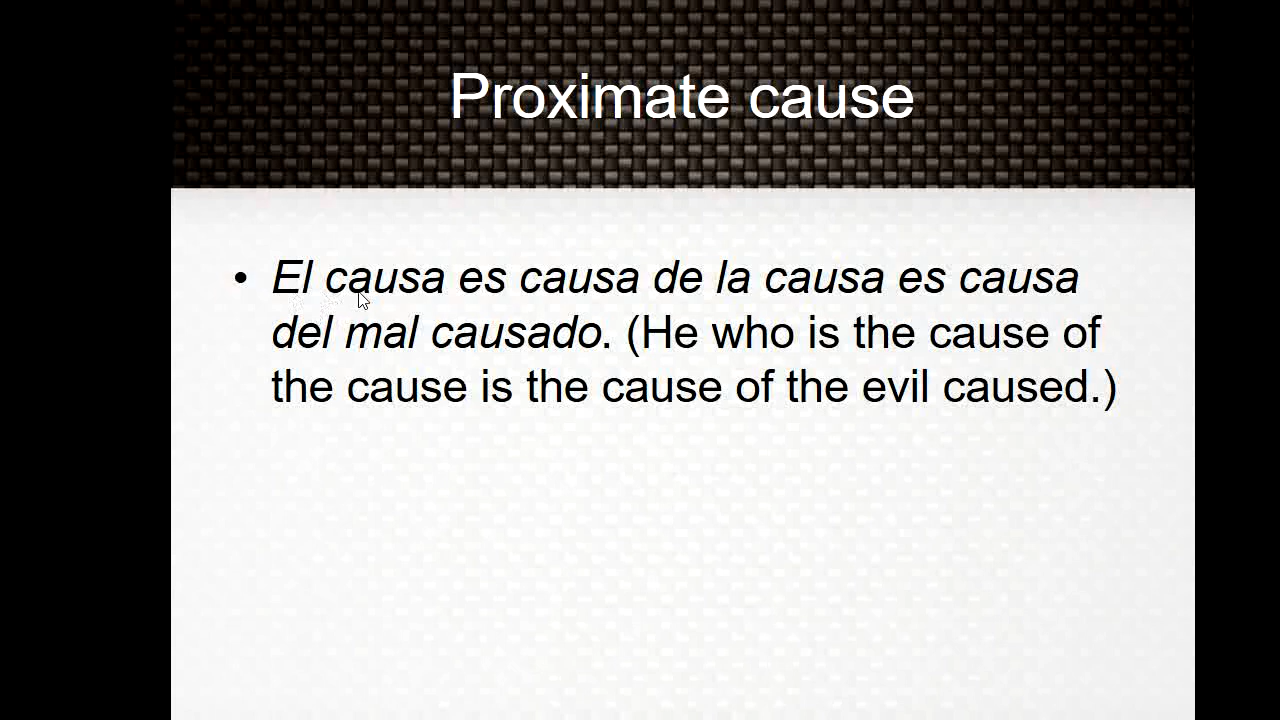 Proximate cause
• El causa es causa de la causa es causa
del mal causado. (He who is the cause of
the cause is the cause of the evil caused.)